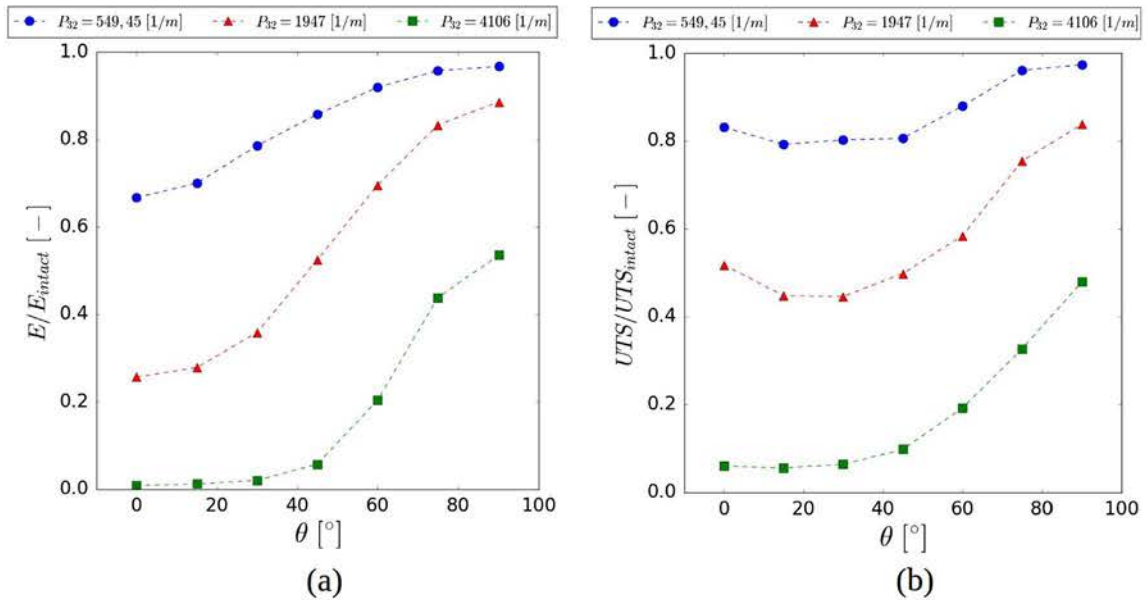 P32 = 549,45 [1/m] P32 = 1947 [1/m] P32 = 4106 [1/m]
1.0
0.8
0.6
0.4
0.2
0.0
E/Eintact [−]
0 20 40 60 80 100
θ [°]
(a)
P32 = 549,45 [1/m] P32 = 1947 [1/m] P32 = 4106 [1/m]
1.0
0.8
0.6
0.4
0.2
0.0
UTS/UTSintact [−]
0 20 40 60 80 100
θ [°]
(b)